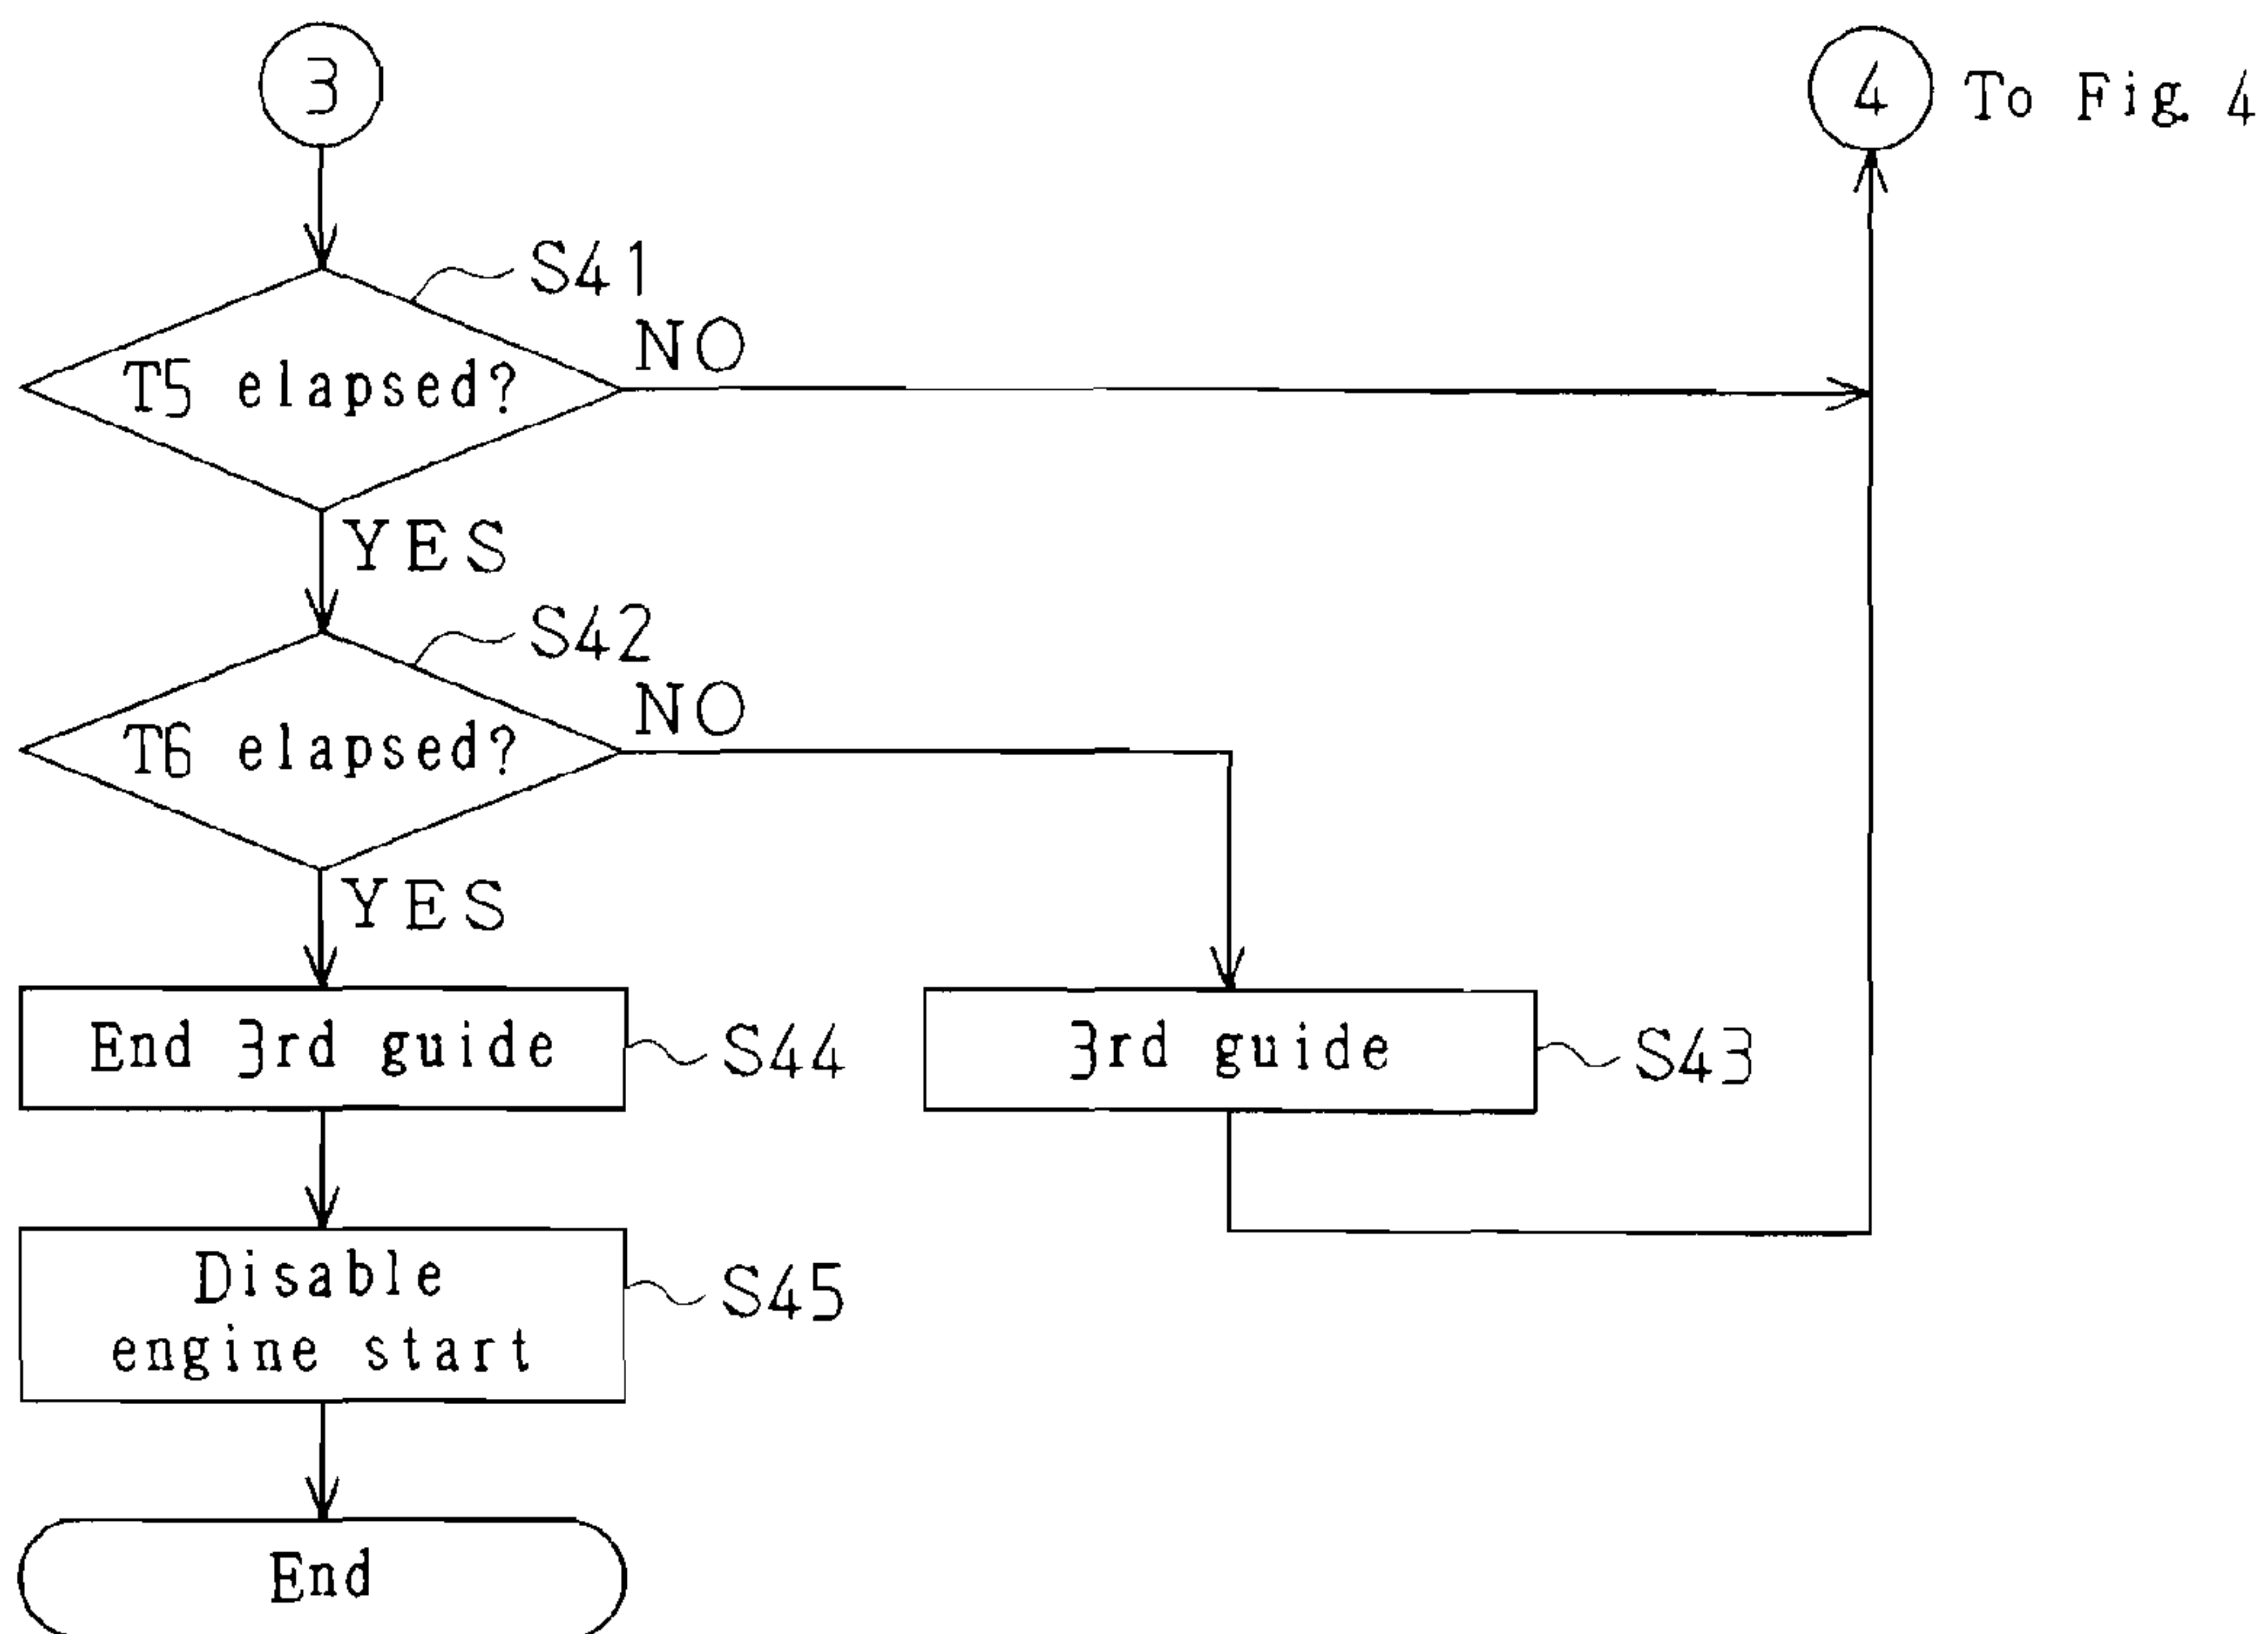 3
4 To Fig. 4
S41
NO
T5 elapsed?
YES
S42
NO
T6 elapsed?
YES
End 3rd guide
S44
3rd guide
S43
Disable
engine start
S45
End